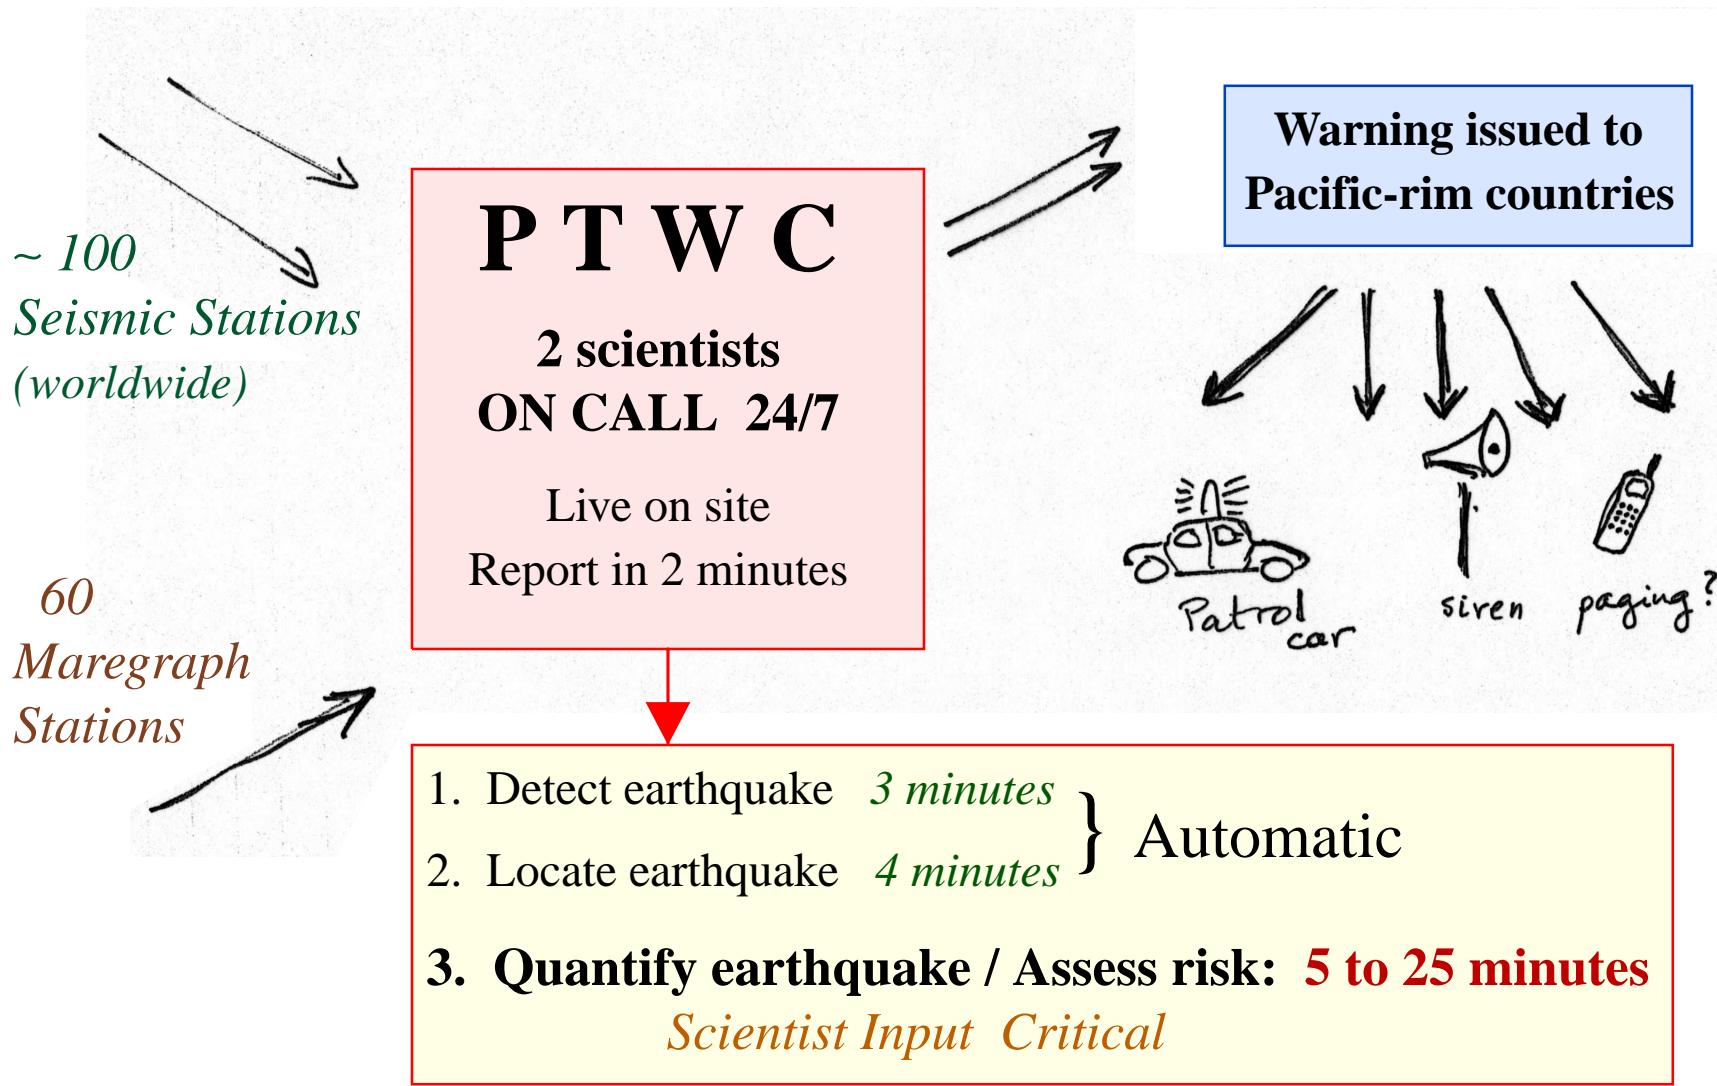 ~ 100
Seismic Stations
(worldwide)
60
Maregraph
Stations
P T W C
2 scientists
ON CALL 24/7
Live on site
Report in 2 minutes
Warning issued to
Pacific-rim countries
Patrol
car
siren
paging?
1. Detect earthquake 3 minutes
2. Locate earthquake 4 minutes
} Automatic
3. Quantify earthquake / Assess risk: 5 to 25 minutes
Scientist Input Critical